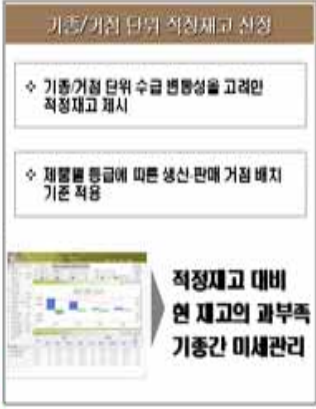 기종/거점 단위 적정재고 산정
❖ 기종/거점 단위 수급 변동성을 고려한
적정재고 제시
❖ 제품별 등급에 따른 생산·판매 거점 배치
기준 적용
적정재고 대비
현 재고의 과부족
기종간 미세관리